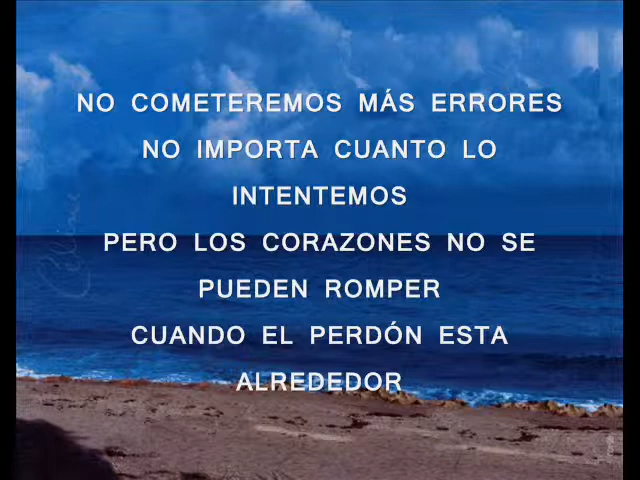 NO COMETEREMOS MÁS ERRORES
NO IMPORTA CUANTO LO
INTENTEMOS
PERO LOS CORAZONES NO SE
PUEDEN ROMPER
CUANDO EL PERDÓN ESTA
ALREDEDOR